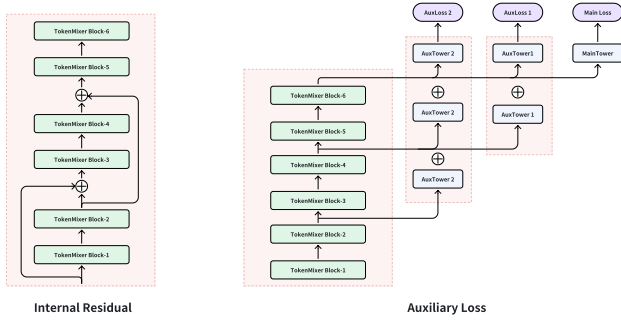 TokenMixer Block-6
TokenMixer Block-5
TokenMixer Block-4
TokenMixer Block-3
TokenMixer Block-2
TokenMixer Block-1
Internal Residual
AuxLoss 2
AuxLoss 1
Main Loss
AuxTower 2
AuxTower1
MainTower
TokenMixer Block-6
AuxTower 2
AuxTower 1
TokenMixer Block-5
TokenMixer Block-4
AuxTower 2
TokenMixer Block-3
TokenMixer Block-2
TokenMixer Block-1
Auxiliary Loss